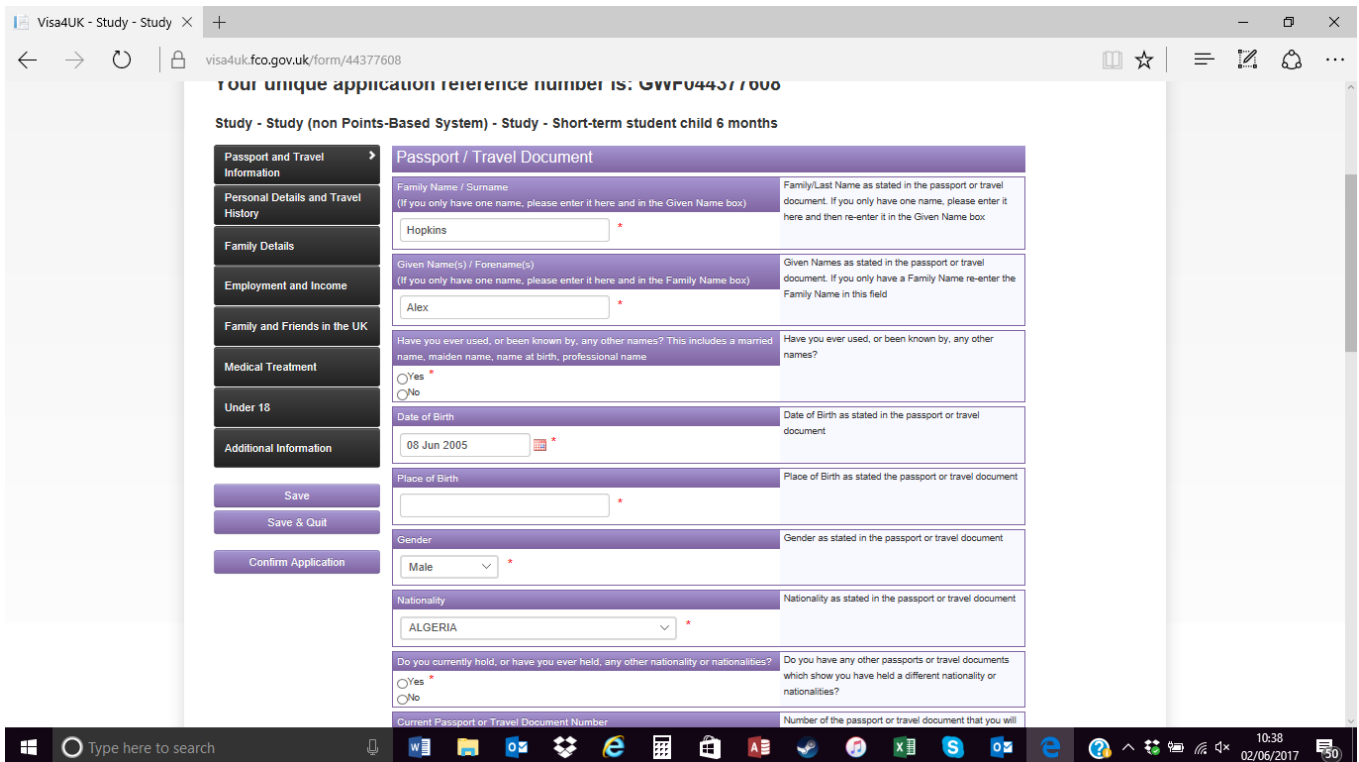 Visa4UK - Study - Study
visa4uk.fco.gov.uk/form/44377608
Your unique application reference number is: GWF044377608
Study - Study (non Points-Based System) - Study - Short-term student child 6 months
Passport and Travel
Information
Personal Details and Travel
History
Family Details
Employment and Income
Family and Friends in the UK
Medical Treatment
Under 18
Additional Information
Save
Save & Quit
Confirm Application
Passport / Travel Document
Family Name / Surname
(If you only have one name, please enter it here and in the Given Name box)
Hopkins *
Family/Last Name as stated in the passport or travel
document. If you only have one name, please enter it
here and then re-enter it in the Given Name box
Given Name(s) / Forename(s)
(If you only have one name, please enter it here and in the Family Name box)
Alex *
Given Names as stated in the passport or travel
document. If you only have a Family Name re-enter the
Family Name in this field
Have you ever used, or been known by, any other names? This includes a married
name, maiden name, name at birth, professional name
Yes *
No
Have you ever used, or been known by, any other
names?
Date of Birth
08 Jun 2005 *
Date of Birth as stated in the passport or travel
document
Place of Birth
*
Place of Birth as stated the passport or travel document
Gender
Male *
Gender as stated in the passport or travel document
Nationality
ALGERIA *
Nationality as stated in the passport or travel document
Do you currently hold, or have you ever held, any other nationality or nationalities?
Yes *
No
Do you have any other passports or travel documents
which show you have held a different nationality or
nationalities?
Current Passport or Travel Document Number
Number of the passport or travel document that you will
Type here to search
10:38
02/06/2017
50